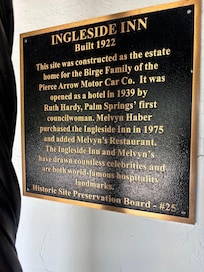 INGLESIDE INN
Built 1922
This site was constructed as the estate
home for the Birge Family of the
Pierce Arrow Motor Car Co. It was
opened as a hotel in 1939 by
Ruth Hardy, Palm Springs' first
councilwoman. Melvyn Haber
purchased the Ingleside Inn in 1975
and added Melvyn's Restaurant.
The Ingleside Inn and Melvyn's
have drawn countless celebrities and
are both world-famous hospitality
landmarks.
Historic Site Preservation Board - #25